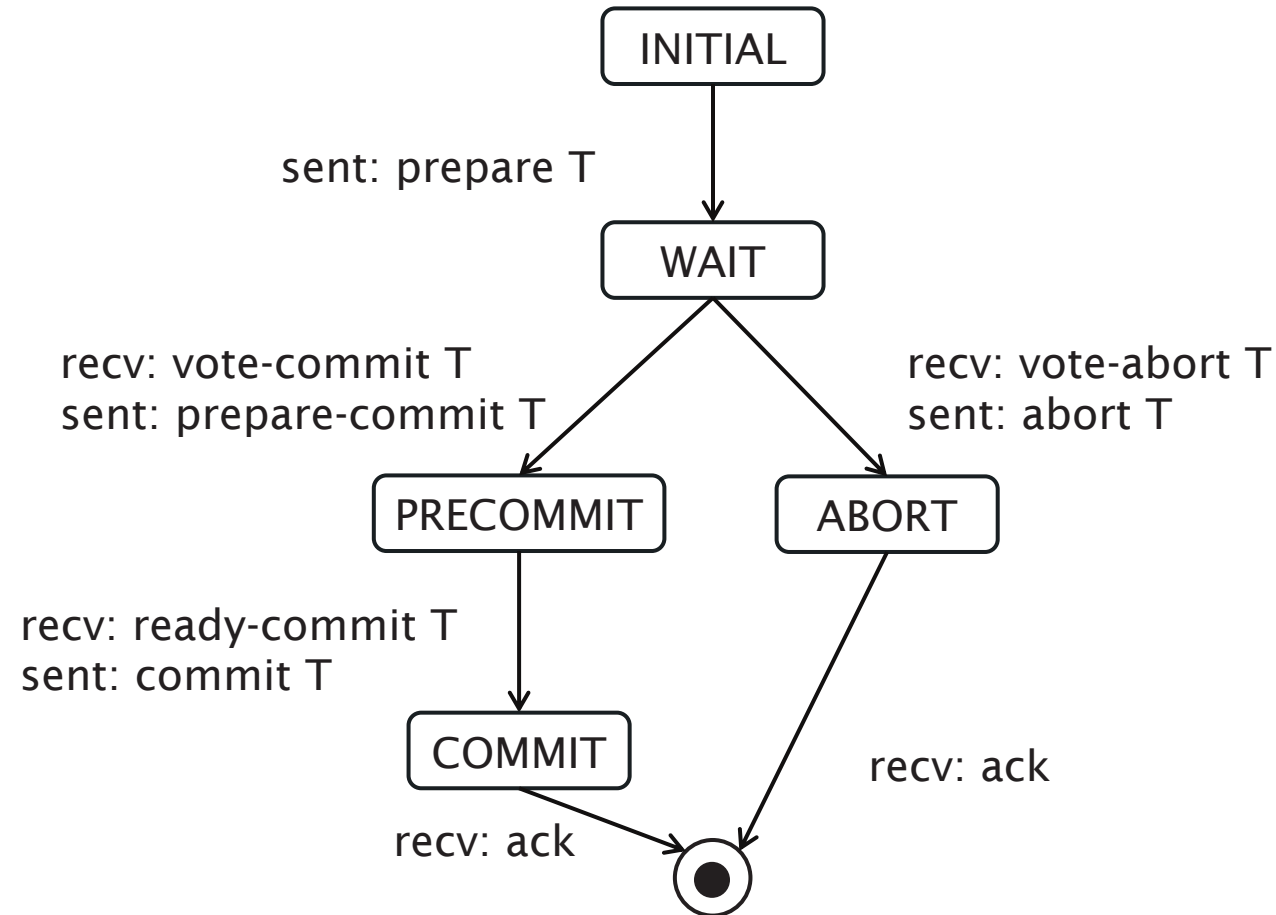 INITIAL
sent: prepare T
WAIT
recv: vote-commit T
sent: prepare-commit T
recv: vote-abort T
sent: abort T
PRECOMMIT
ABORT
recv: ready-commit T
sent: commit T
COMMIT
recv: ack
recv: ack